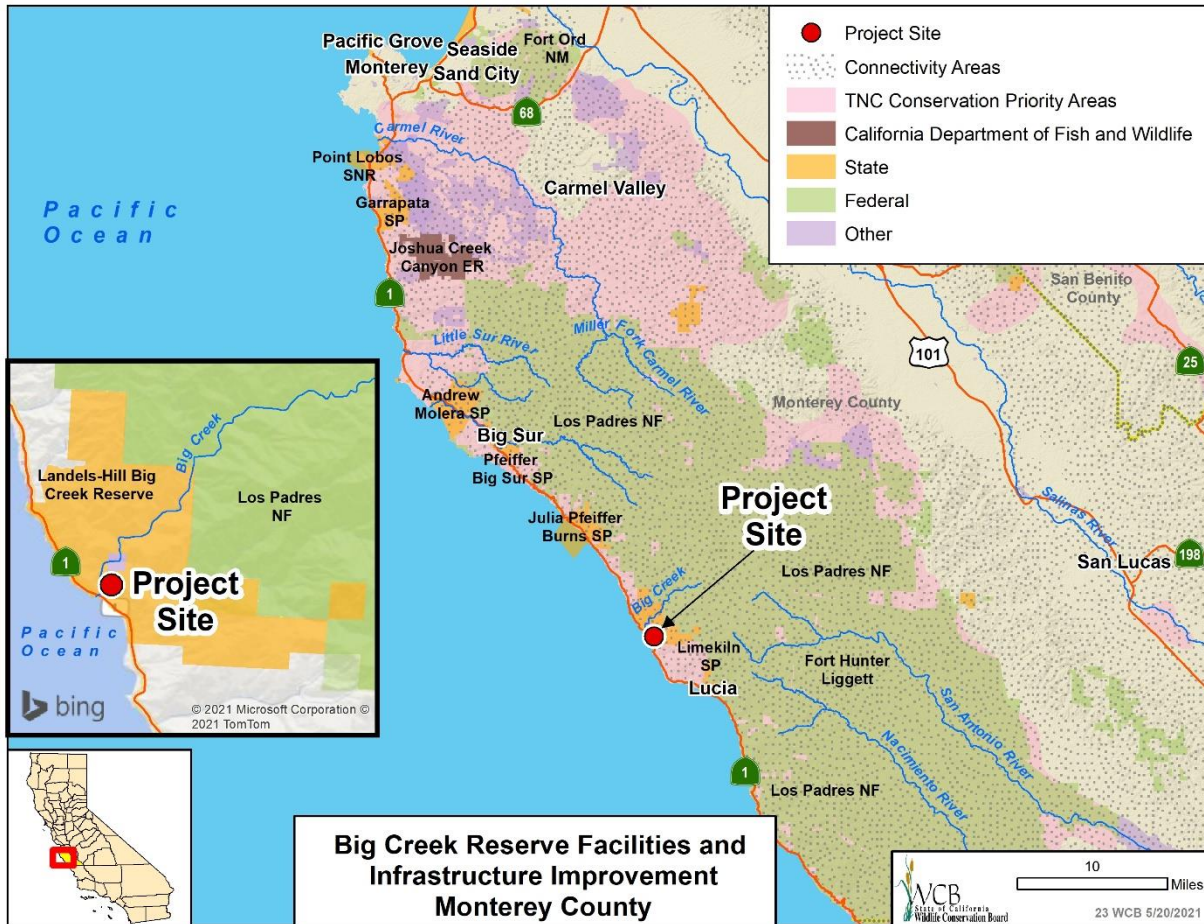 Pacific Grove
Monterey
Seaside
Sand City
Fort Ord
NM
68
Carmel River
Point Lobos
SNR
Garrapata
SP
Carmel Valley
Joshua Creek
Canyon ER
Pacific
Ocean
1
Little Sur River
Miller Fork Carmel River
Andrew
Molera SP
Big Sur
Pfeiffer
Big Sur SP
Los Padres NF
Monterey County
101
San Benito
County
25
Julia Pfeiffer
Burns SP
Project
Site
Salinas River
San Lucas
198
Big Creek
Los Padres NF
Limekiln
SP
Lucia
Fort Hunter
Liggett
San Antonio River
Nacimiento River
1
Los Padres NF
Project Site
Connectivity Areas
TNC Conservation Priority Areas
California Department of Fish and Wildlife
State
Federal
Other
Landels-Hill Big
Creek Reserve
Big Creek
Los Padres
NF
1
Project
Site
Pacific
Ocean
bing
© 2021 Microsoft Corporation ©
2021 TomTom
Big Creek Reserve Facilities and
Infrastructure Improvement
Monterey County
WCB
State of California
Wildlife Conservation Board
10
Miles
23 WCB 5/20/2021